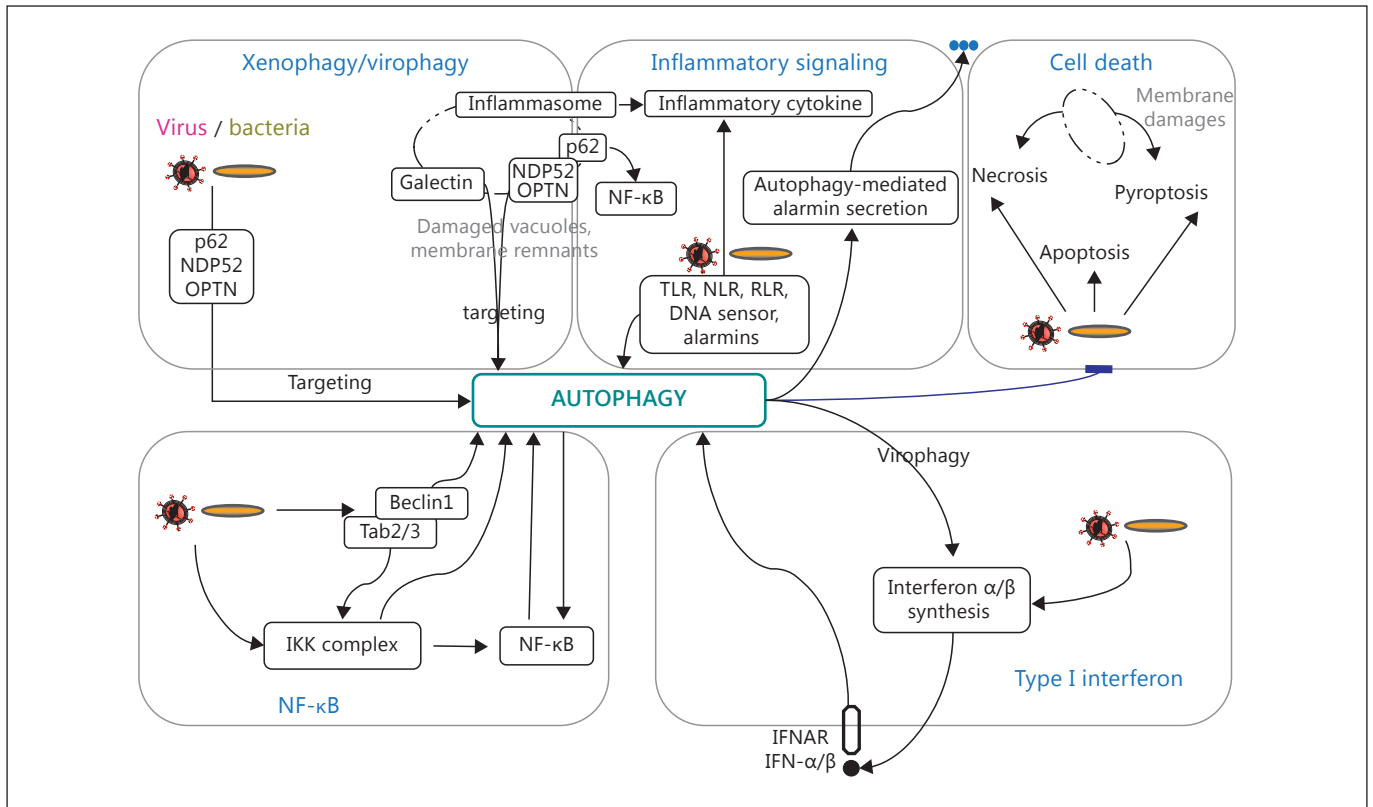 Xenophagy/virophagy
Inflammatory signaling
Cell death
Inflammasome
Inflammatory cytokine
Membrane
damages
Virus / bacteria
p62
NDP52
OPTN
Galectin
NF-κB
Necrosis
Pyroptosis
Autophagy-mediated
alarmin secretion
Damaged vacuoles,
membrane remnants
p62
NDP52
OPTN
Apoptosis
TLR, NLR, RLR,
DNA sensor,
alarmins
targeting
Targeting
AUTOPHAGY
Virophagy
Beclin1
Tab2/3
Interferon α/β
synthesis
IKK complex
NF-κB
NF-κB
Type I interferon
IFNAR
IFN-α/β